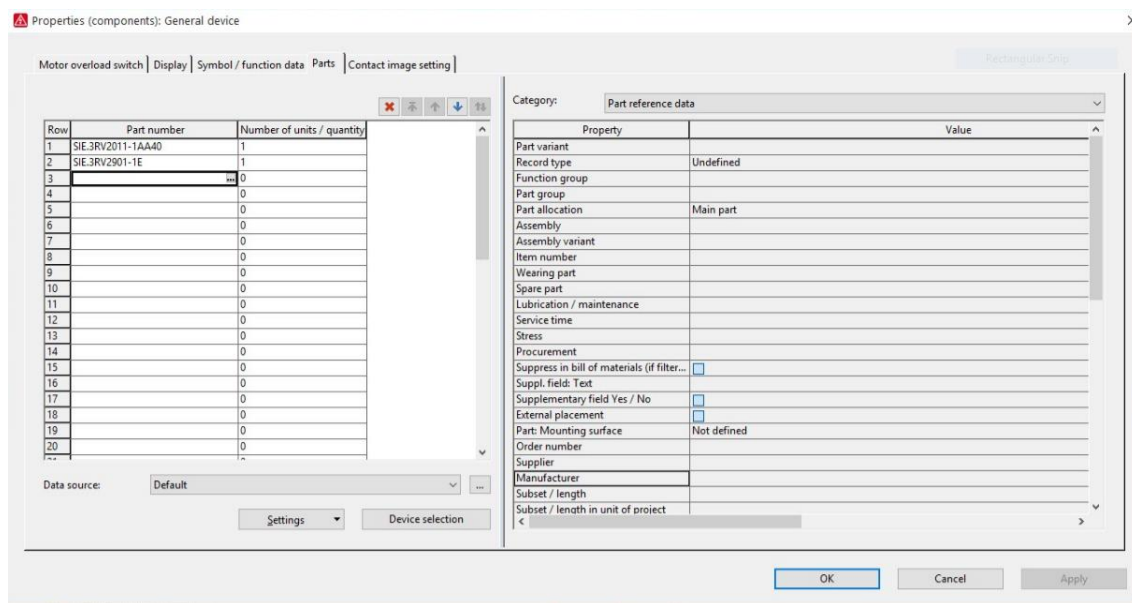 Properties (components): General device
Rectangular Snip
Motor overload switch Display Symbol / function data Parts Contact image setting
Category: Part reference data
Row Part number Number of units / quantity
1 SIE.3RV2011-1AA40 1
2 SIE.3RV2901-1E 1
3 ... 0
4 0
5 0
6 0
7 0
8 0
9 0
10 0
11 0
12 0
13 0
14 0
15 0
16 0
17 0
18 0
19 0
20 0
Data source: Default ...
Settings Device selection
Property Value
Part variant
Record type Undefined
Function group
Part group
Part allocation Main part
Assembly
Assembly variant
Item number
Wearing part
Spare part
Lubrication / maintenance
Service time
Stress
Procurement
Suppress in bill of materials (if filter...
Suppl. field: Text
Supplementary field Yes / No
External placement
Part: Mounting surface Not defined
Order number
Supplier
Manufacturer
Subset / length
Subset / length in unit of project
OK Cancel Apply